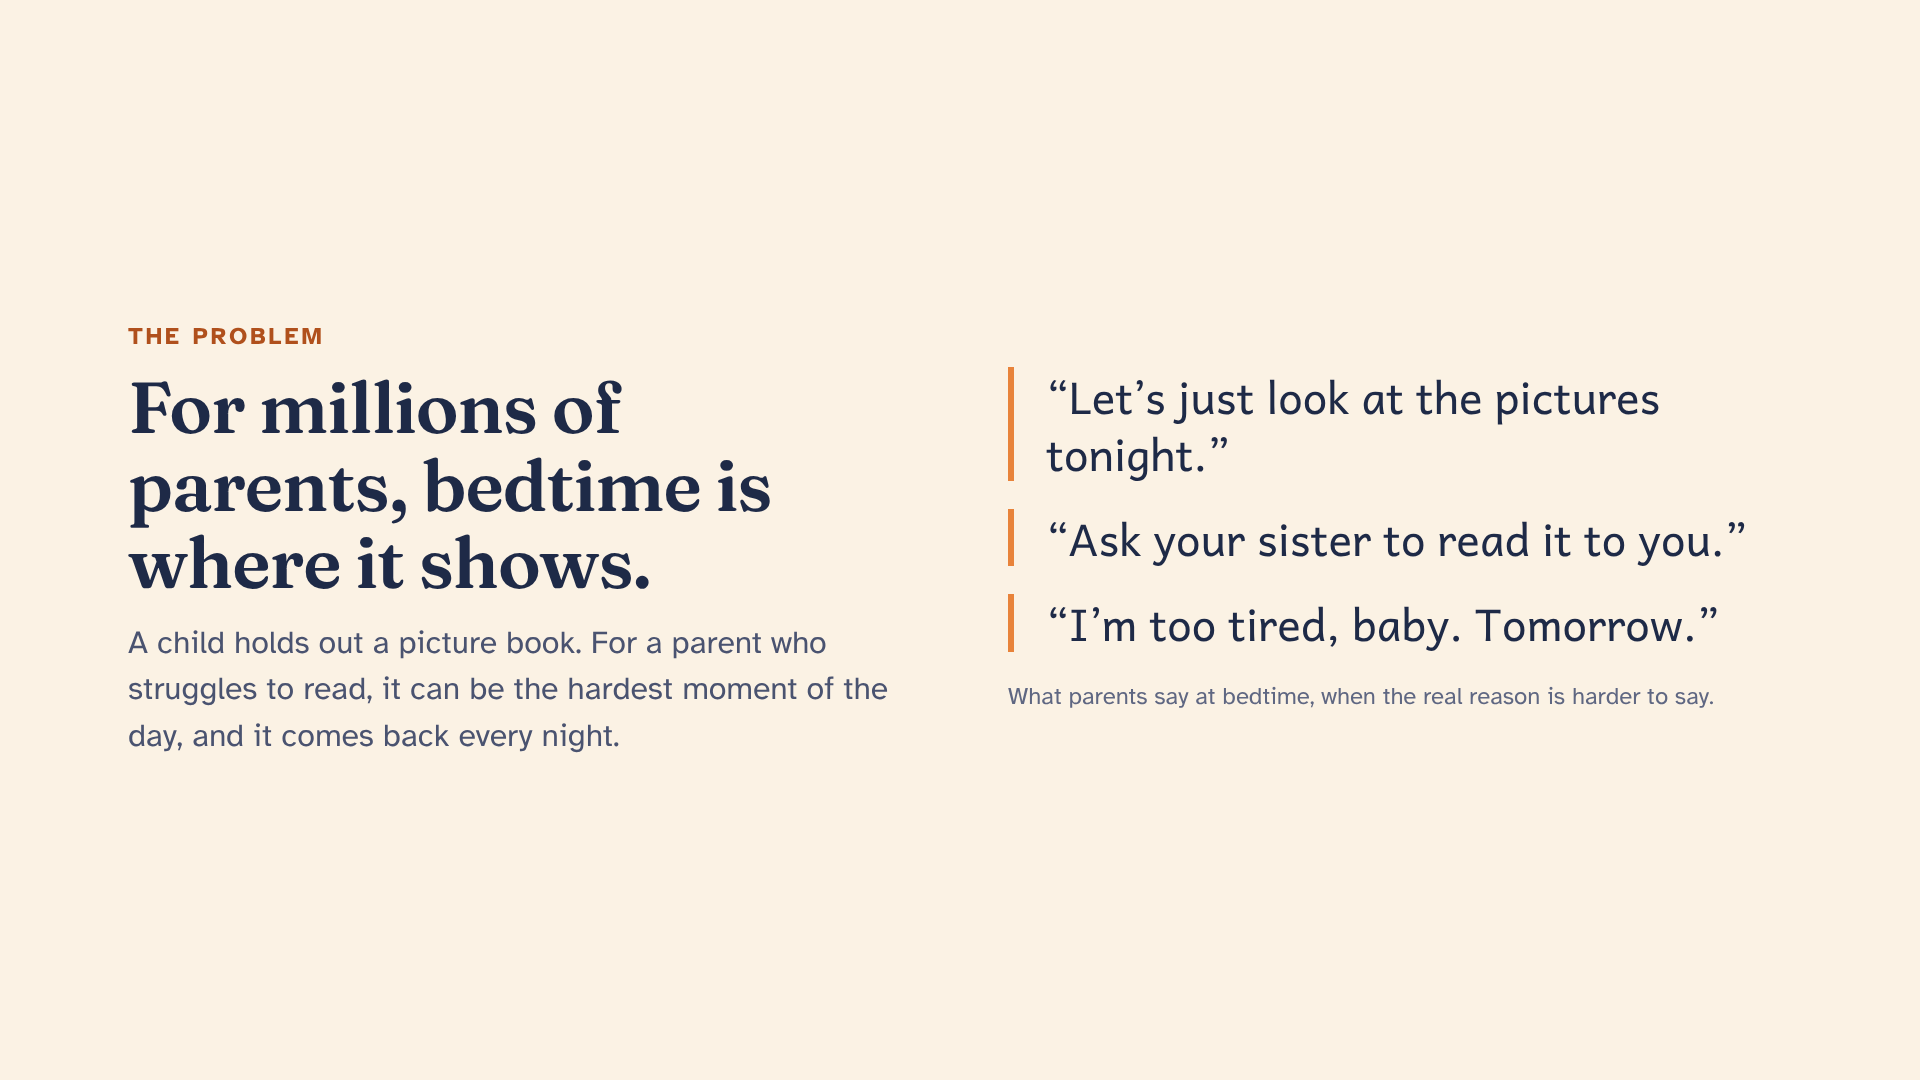 THE PROBLEM
For millions of
parents, bedtime is
where it shows.
A child holds out a picture book. For a parent who
struggles to read, it can be the hardest moment of the
day, and it comes back every night.
“Let’s just look at the pictures
tonight.”
“Ask your sister to read it to you.”
“I’m too tired, baby. Tomorrow.”
What parents say at bedtime, when the real reason is harder to say.